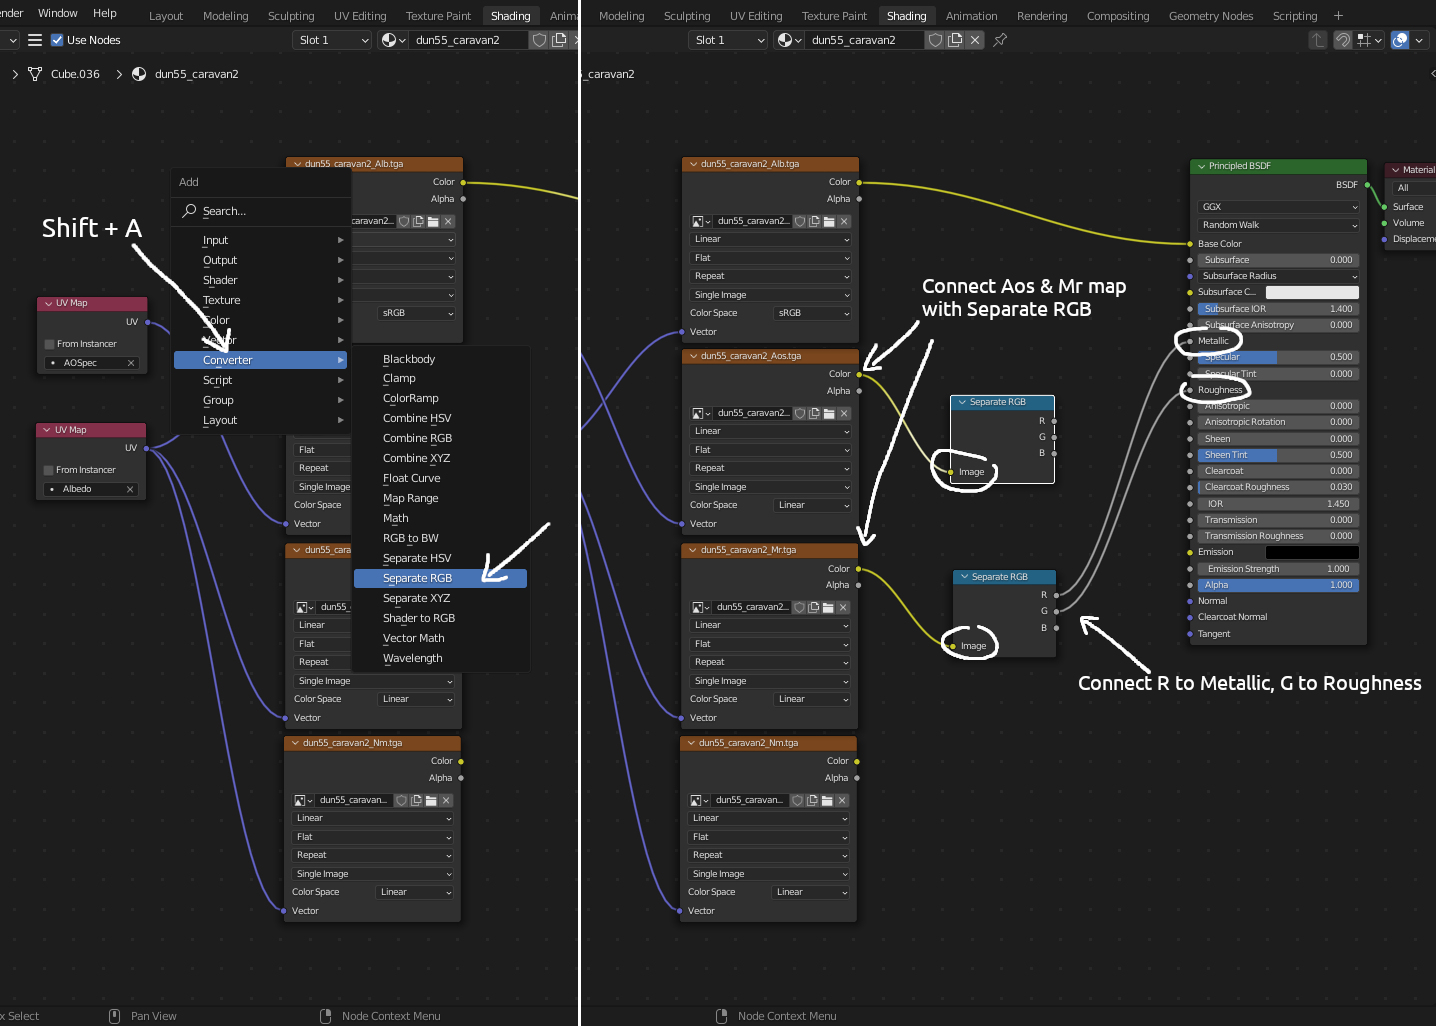 ender Window Help
Layout Modeling Sculpting UV Editing Texture Paint Shading Anima
Use Nodes Slot 1 dun55_caravan2
Cube.036 dun55_caravan2
Shift + A
Add
Search...
Input
Output
Shader
Texture
Color
Vector
Converter
Script
Group
Layout
Blackbody
Clamp
ColorRamp
Combine HSV
Combine RGB
Combine XYZ
Float Curve
Map Range
Math
RGB to BW
Separate HSV
Separate RGB
Separate XYZ
Shader to RGB
Vector Math
Wavelength
UV Map
UV
From Instancer
AOSpec
UV Map
UV
From Instancer
Albedo
dun55_caravan2_Alb.tga
Color
Alpha
aravan2...
sRGB
Flat
Repeat
Single Image
Color Space
Vector
dun55_cara
dun55_
Linear
Flat
Repeat
Single Image
Color Space Linear
Vector
dun55_caravan2_Nm.tga
Color
Alpha
dun55_caravan...
Linear
Flat
Repeat
Single Image
Color Space Linear
Vector
x Select Pan View Node Context Menu
Modeling Sculpting UV Editing Texture Paint Shading Animation Rendering Compositing Geometry Nodes Scripting +
Slot 1 dun55_caravan2
_caravan2
dun55_caravan2_Alb.tga
Color
Alpha
dun55_caravan2...
Linear
Flat
Repeat
Single Image
Color Space sRGB
Vector
dun55_caravan2_Aos.tga
Color
Alpha
dun55_caravan2...
Linear
Flat
Repeat
Single Image
Color Space Linear
Vector
dun55_caravan2_Mr.tga
Color
Alpha
dun55_caravan2...
Linear
Flat
Repeat
Single Image
Color Space Linear
Vector
dun55_caravan2_Nm.tga
Color
Alpha
dun55_caravan...
Linear
Flat
Repeat
Single Image
Color Space Linear
Vector
Connect Aos & Mr map
with Separate RGB
Separate RGB
R
G
B
Image
Separate RGB
R
G
B
Image
Connect R to Metallic, G to Roughness
Principled BSDF
BSDF
GGX
Random Walk
Base Color
Subsurface 0.000
Subsurface Radius
Subsurface C...
Subsurface IOR 1.400
Subsurface Anisotropy 0.000
Metallic
Specular 0.500
Specular Tint 0.000
Roughness
Anisotropic 0.000
Anisotropic Rotation 0.000
Sheen 0.000
Sheen Tint 0.500
Clearcoat 0.000
Clearcoat Roughness 0.030
IOR 1.450
Transmission 0.000
Transmission Roughness 0.000
Emission
Emission Strength 1.000
Alpha 1.000
Normal
Clearcoat Normal
Tangent
Material
All
Surface
Volume
Displaceme
Node Context Menu